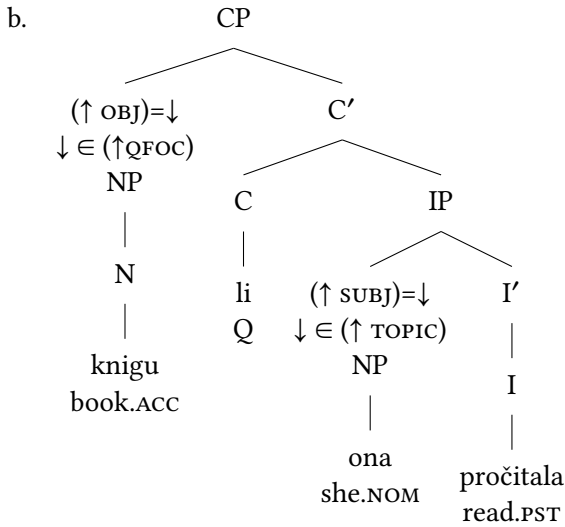 b.
CP
(↑ OBJ)=↓
↓ ∈ (↑QFOC)
NP
C′
N
C
IP
knigu
book.ACC
li
Q
(↑ SUBJ)=↓
↓ ∈ (↑ TOPIC)
NP
I′
I
ona
she.NOM
pročitala
read.PST